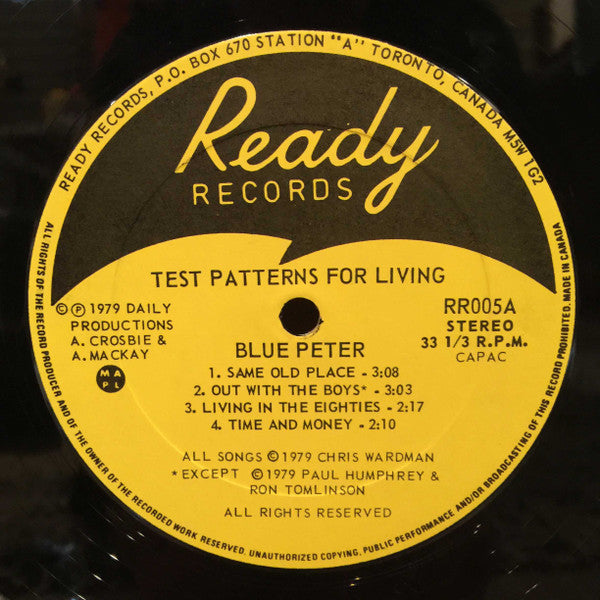 READY RECORDS, P.O. BOX 670 STATION "A" TORONTO, CANADA M5W 1G2
Ready
RECORDS
TEST PATTERNS FOR LIVING
©℗ 1979 DAILY
PRODUCTIONS
A. CROSBIE &
A. MACKAY
M A
P L
RR005A
STEREO
33 1/3 R.P.M.
CAPAC
BLUE PETER
1. SAME OLD PLACE - 3:08
2. OUT WITH THE BOYS* - 3:03
3. LIVING IN THE EIGHTIES - 2:17
4. TIME AND MONEY - 2:10
ALL SONGS ©1979 CHRIS WARDMAN
*EXCEPT ©1979 PAUL HUMPHREY &
RON TOMLINSON
ALL RIGHTS RESERVED
ALL RIGHTS OF THE RECORD PRODUCER AND OF THE OWNER OF THE RECORDED WORK RESERVED. UNAUTHORIZED COPYING, PUBLIC PERFORMANCE AND/OR BROADCASTING OF THIS RECORD PROHIBITED. MADE IN CANADA